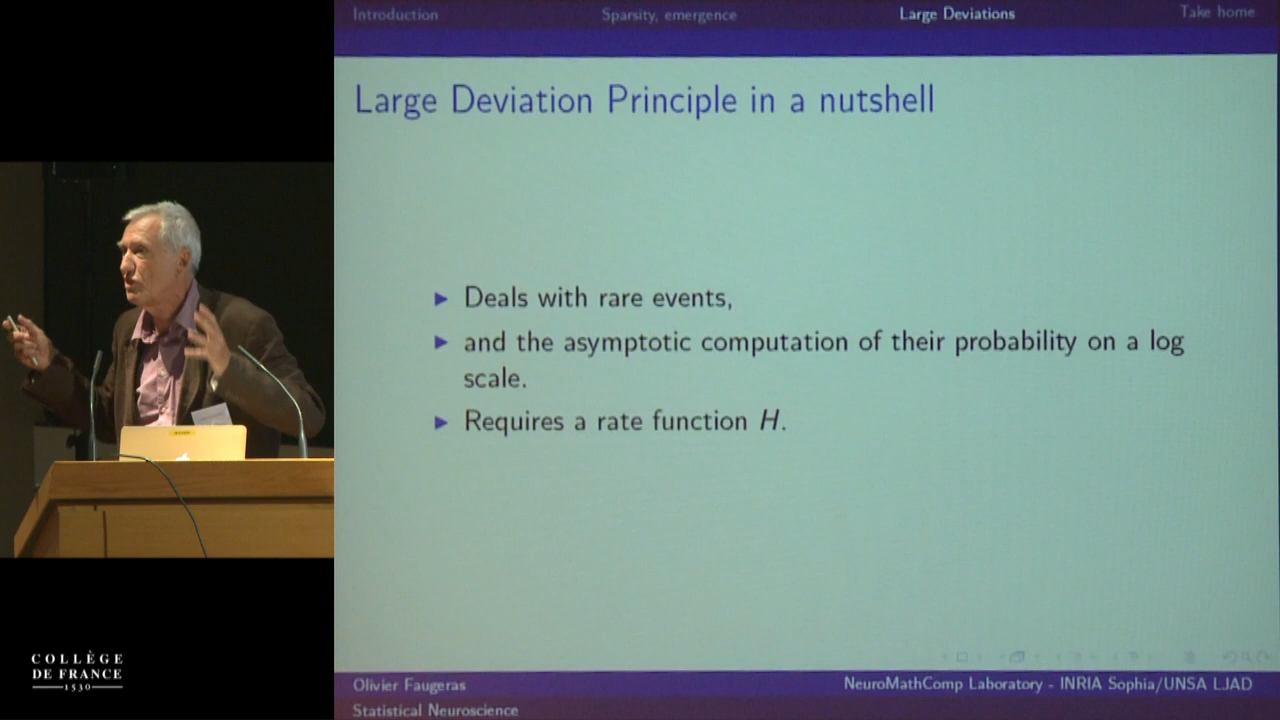 Introduction
Sparsity, emergence
Large Deviations
Take home
Large Deviation Principle in a nutshell
Deals with rare events,
and the asymptotic computation of their probability on a log
scale.
Requires a rate function H.
COLLÈGE
DE FRANCE
1530
Olivier Faugeras
NeuroMathComp Laboratory - INRIA Sophia/UNSA LJAD
Statistical Neuroscience